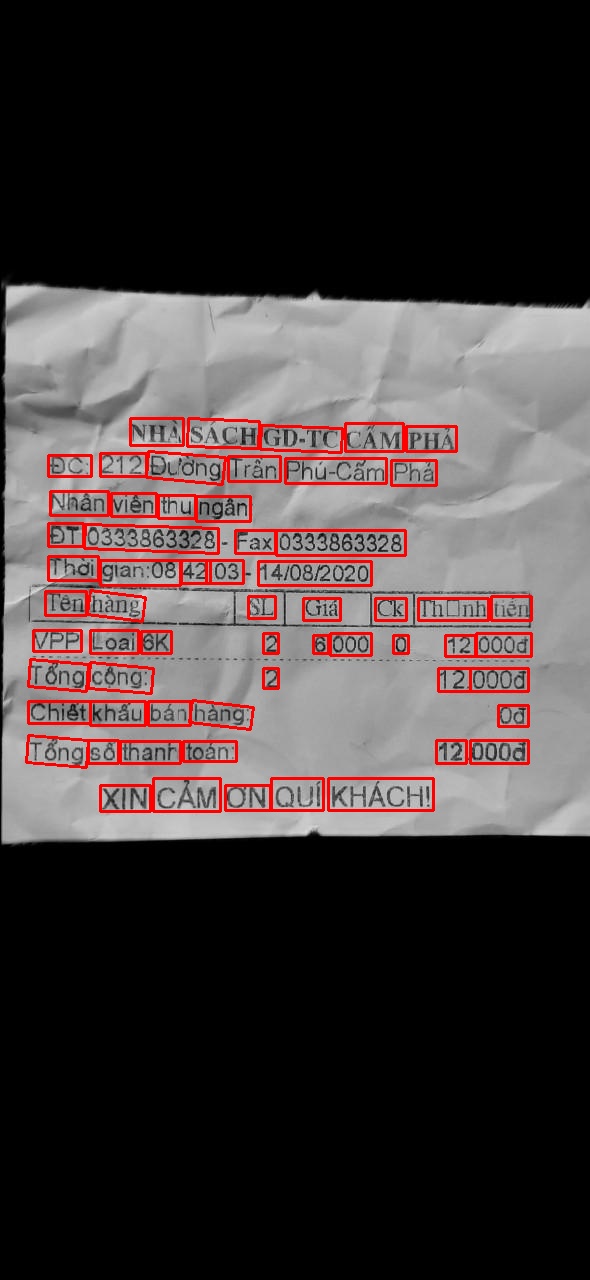 NHÀ SÁCH GD-TC CẨM PHẢ
ĐC: 212 Đường Trần Phú-Cẩm Phả
Nhân viên thu ngân
ĐT 0333863328 - Fax 0333863328
Thời gian:08 42 03 - 14/08/2020
Tên hàng SL Giá Ck Th□nh tiền
VPP Loai 6K 2 6 000 0 12 000đ
Tổng cộng: 2 12.000đ
Chiết khấu bán hàng: 0đ
Tổng số thanh toán: 12 000đ
XIN CẢM ƠN QUÍ KHÁCH!